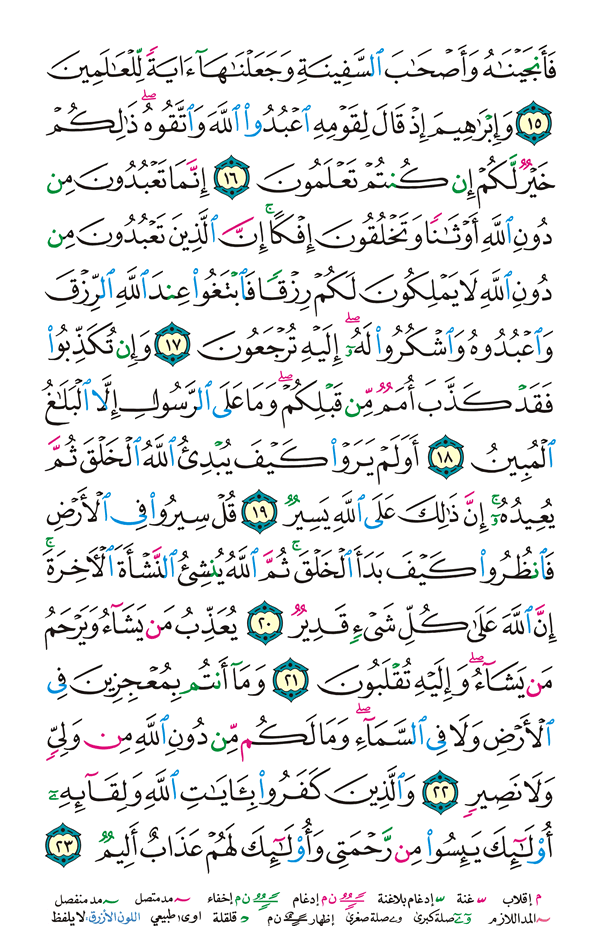 فَأَنجَيْنَٰهُ وَأَصْحَٰبَ ٱلسَّفِينَةِ وَجَعَلْنَٰهَآ ءَايَةً لِّلْعَٰلَمِينَ
١٥ وَإِبْرَٰهِيمَ إِذْ قَالَ لِقَوْمِهِ ٱعْبُدُوا۟ ٱللَّهَ وَٱتَّقُوهُ ۖ ذَٰلِكُمْ
خَيْرٌ لَّكُمْ إِن كُنتُمْ تَعْلَمُونَ ١٦ إِنَّمَا تَعْبُدُونَ مِن
دُونِ ٱللَّهِ أَوْثَٰنًا وَتَخْلُقُونَ إِفْكًا ۚ إِنَّ ٱلَّذِينَ تَعْبُدُونَ مِن
دُونِ ٱللَّهِ لَا يَمْلِكُونَ لَكُمْ رِزْقًا فَٱبْتَغُوا۟ عِندَ ٱللَّهِ ٱلرِّزْقَ
وَٱعْبُدُوهُ وَٱشْكُرُوا۟ لَهُۥٓ ۖ إِلَيْهِ تُرْجَعُونَ ١٧ وَإِن تُكَذِّبُوا۟
فَقَدْ كَذَّبَ أُمَمٌ مِّن قَبْلِكُمْ ۖ وَمَا عَلَى ٱلرَّسُولِ إِلَّا ٱلْبَلَٰغُ
ٱلْمُبِينُ ١٨ أَوَلَمْ يَرَوْا۟ كَيْفَ يُبْدِئُ ٱللَّهُ ٱلْخَلْقَ ثُمَّ
يُعِيدُهُۥٓ ۚ إِنَّ ذَٰلِكَ عَلَى ٱللَّهِ يَسِيرٌ ١٩ قُلْ سِيرُوا۟ فِى ٱلْأَرْضِ
فَٱنظُرُوا۟ كَيْفَ بَدَأَ ٱلْخَلْقَ ۚ ثُمَّ ٱللَّهُ يُنشِئُ ٱلنَّشْأَةَ ٱلْءَاخِرَةَ ۚ
إِنَّ ٱللَّهَ عَلَىٰ كُلِّ شَىْءٍ قَدِيرٌ ٢٠ يُعَذِّبُ مَن يَشَآءُ وَيَرْحَمُ
مَن يَشَآءُ ۖ وَإِلَيْهِ تُقْلَبُونَ ٢١ وَمَآ أَنتُم بِمُعْجِزِينَ فِى
ٱلْأَرْضِ وَلَا فِى ٱلسَّمَآءِ ۖ وَمَا لَكُم مِّن دُونِ ٱللَّهِ مِن وَلِىٍّ
وَلَا نَصِيرٍ ٢٢ وَٱلَّذِينَ كَفَرُوا۟ بِـَٔايَٰتِ ٱللَّهِ وَلِقَآئِهِۦٓ
أُو۟لَٰٓئِكَ يَئِسُوا۟ مِن رَّحْمَتِى وَأُو۟لَٰٓئِكَ لَهُمْ عَذَابٌ أَلِيمٌ ٢٣
م إقلاب غنة إدغام بلاغنة ن م إدغام ن م إخفاء مد متصل مد منفصل
المد اللازم صلة كبرى صلة صغرى إظهار ن م قلقلة اوى: طبيعي اللون الأزرق: لا يلفظ